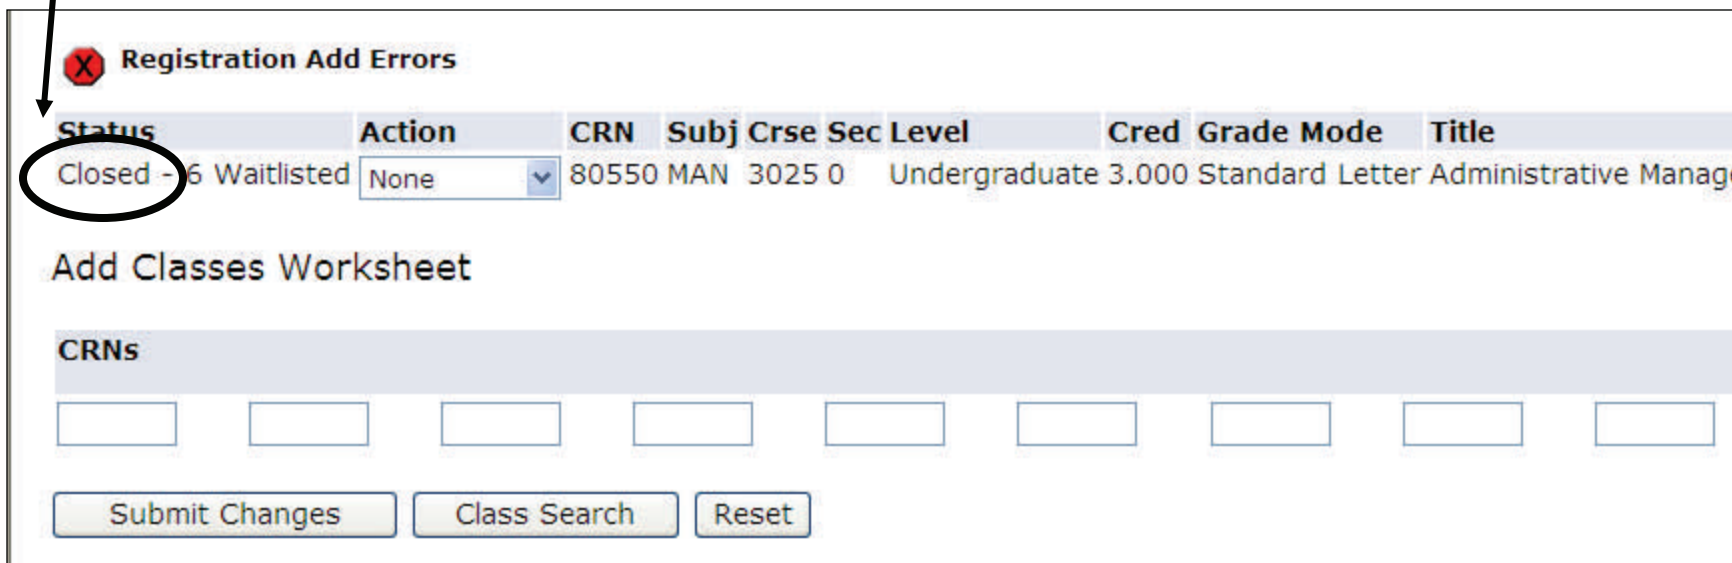 X Registration Add Errors
Status Action CRN Subj Crse Sec Level Cred Grade Mode Title
Closed - 6 Waitlisted None 80550 MAN 3025 0 Undergraduate 3.000 Standard Letter Administrative
Add Classes Worksheet
CRNs
Submit Changes Class Search Reset